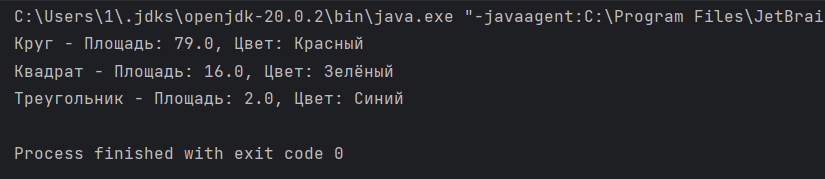 C:\Users\1\.jdks\openjdk-20.0.2\bin\java.exe "-javaagent:C:\Program Files\JetBrai
Круг - Площадь: 79.0, Цвет: Красный
Квадрат - Площадь: 16.0, Цвет: Зелёный
Треугольник - Площадь: 2.0, Цвет: Синий
Process finished with exit code 0